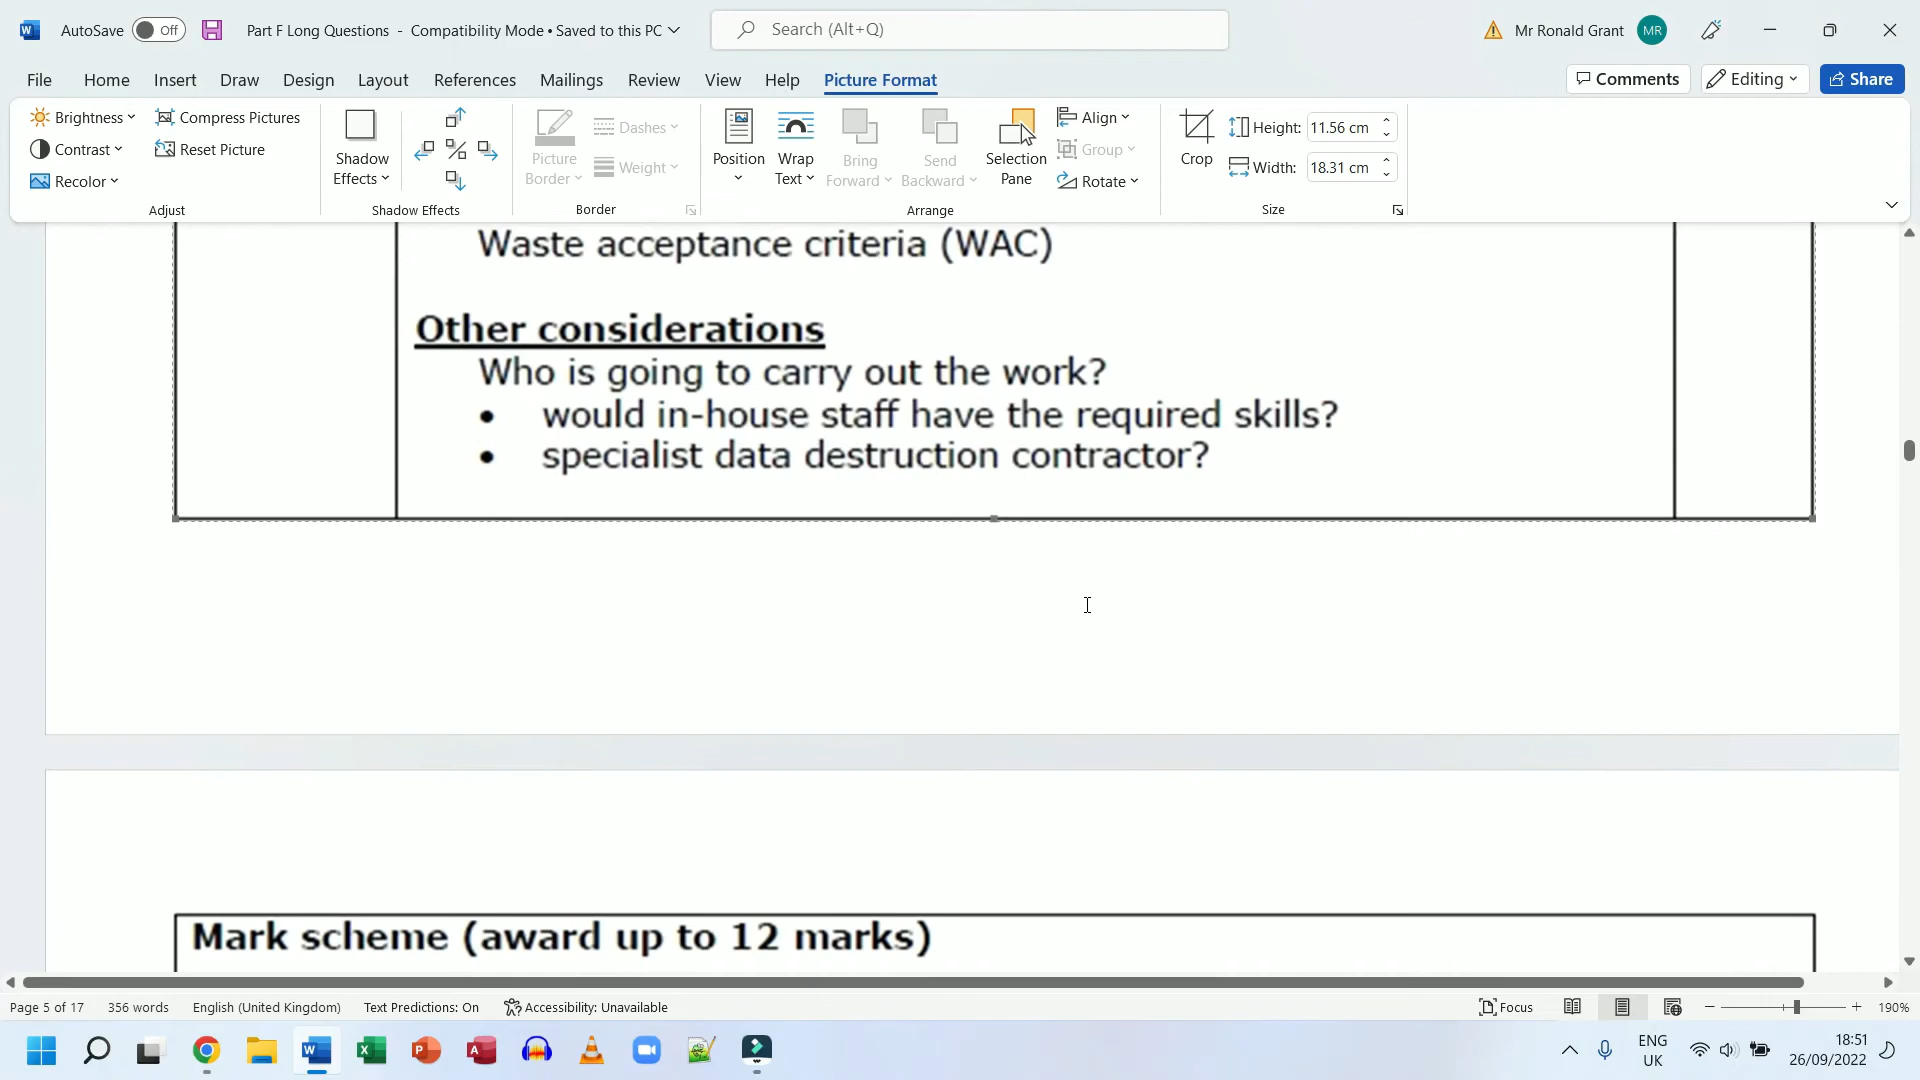 AutoSave Off Part F Long Questions - Compatibility Mode • Saved to this PC Search (Alt+Q) Mr Ronald Grant MR
File Home Insert Draw Design Layout References Mailings Review View Help Picture Format Comments Editing Share
Brightness Compress Pictures
Contrast Reset Picture
Recolor
Adjust
Shadow Effects
Shadow Effects
Picture Border Dashes
Weight
Border
Position Wrap Text Bring Forward Send Backward Selection Pane Align
Group
Rotate
Arrange
Crop Height: 11.56 cm
Width: 18.31 cm
Size
Waste acceptance criteria (WAC)
Other considerations
Who is going to carry out the work?
• would in-house staff have the required skills?
• specialist data destruction contractor?
Mark scheme (award up to 12 marks)
Page 5 of 17 356 words English (United Kingdom) Text Predictions: On Accessibility: Unavailable Focus 190%
ENG 18:51
UK 26/09/2022